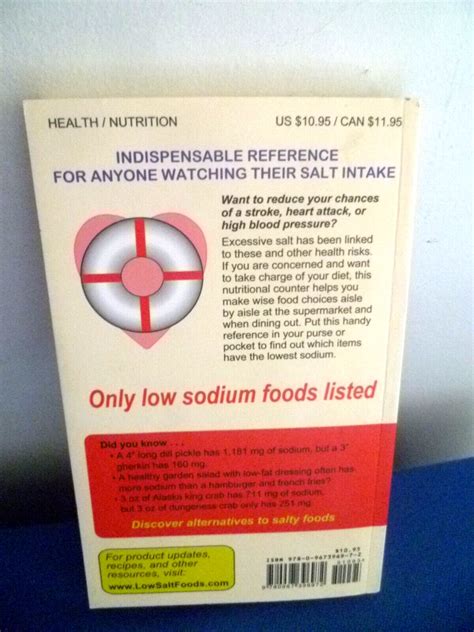 HEALTH / NUTRITION
US $10.95 / CAN $11.95
INDISPENSABLE REFERENCE
FOR ANYONE WATCHING THEIR SALT INTAKE
Want to reduce your chances
of a stroke, heart attack, or
high blood pressure?
Excessive salt has been linked
to these and other health risks.
If you are concerned and want
to take charge of your diet, this
nutritional counter helps you
make wise food choices aisle
by aisle at the supermarket and
when dining out. Put this handy
reference in your purse or
pocket to find out which items
have the lowest sodium.
Only low sodium foods listed
Did you know . . .
• A 4" long dill pickle has 1,181 mg of sodium, but a 3"
gherkin has 160 mg.
• A healthy garden salad with low-fat dressing often has
more sodium than a hamburger and french fries?
• 3 oz of Alaska king crab has 711 mg of sodium,
but 3 oz of dungeness crab only has 251 mg.
Discover alternatives to salty foods
For product updates,
recipes, and other
resources, visit:
www.LowSaltFoods.com
$10.95
ISBN 978-0-9673969-7-2